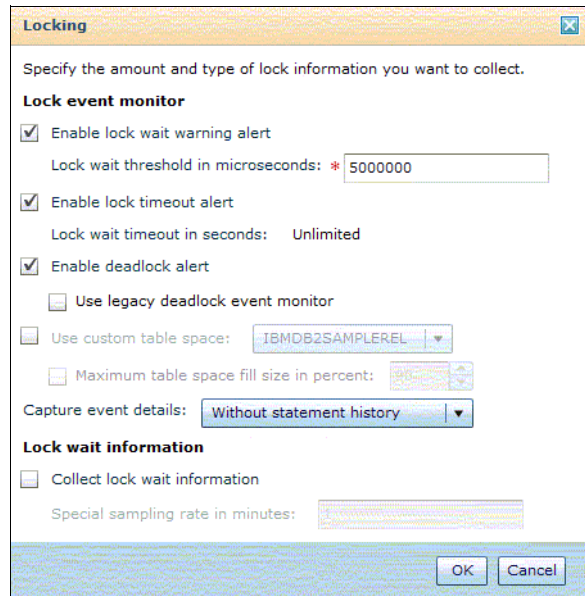 Locking
Specify the amount and type of lock information you want to collect.
Lock event monitor
Enable lock wait warning alert
Lock wait threshold in microseconds: * 5000000
Enable lock timeout alert
Lock wait timeout in seconds: Unlimited
Enable deadlock alert
Use legacy deadlock event monitor
Use custom table space: IBMDB2SAMPLEREL
Maximum table space fill size in percent:
Capture event details: Without statement history
Lock wait information
Collect lock wait information
Special sampling rate in minutes: 1
OK Cancel